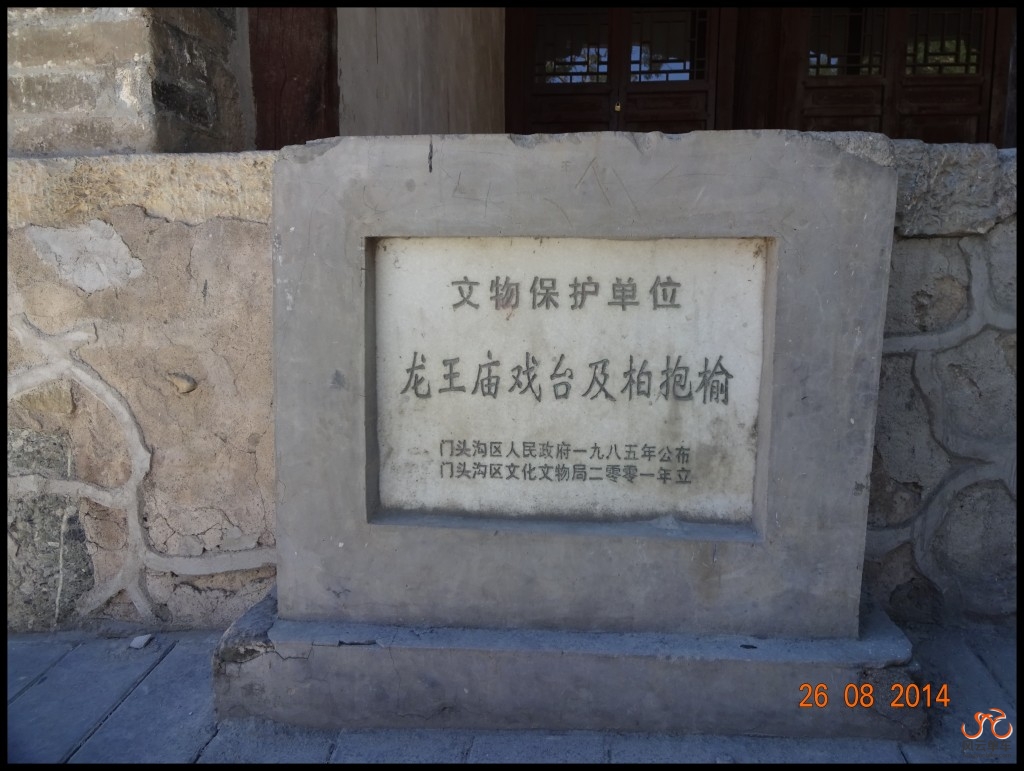 文物保护单位
龙王庙戏台及柏抱榆
门头沟区人民政府一九八五年公布
门头沟区文化文物局二零零一年立
26 08 2014